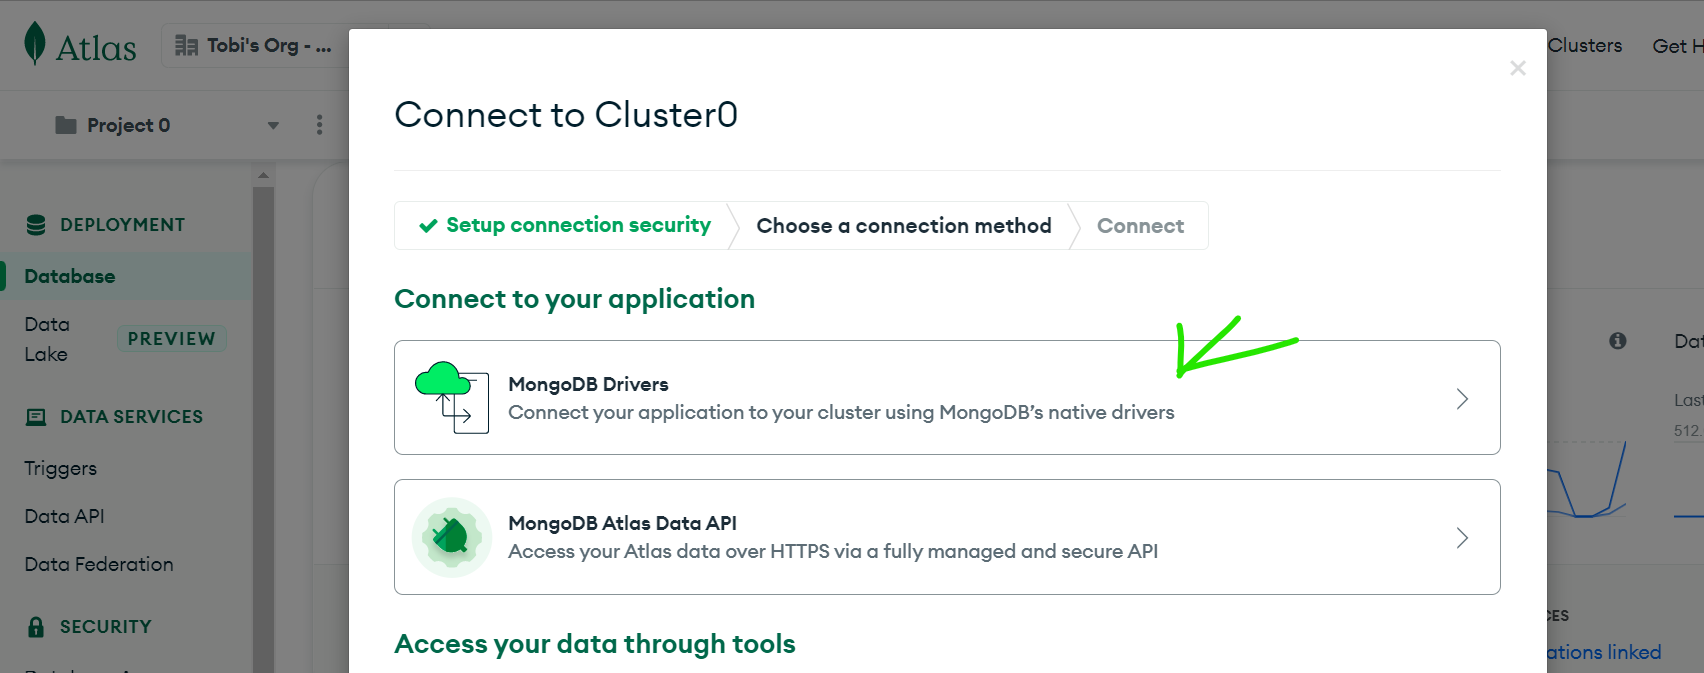 Atlas
Tobi's Org - ...
Clusters
Get H
Project 0
DEPLOYMENT
Database
Data
Lake
PREVIEW
DATA SERVICES
Triggers
Data API
Data Federation
SECURITY
Connect to Cluster0
Setup connection security
Choose a connection method
Connect
Connect to your application
MongoDB Drivers
Connect your application to your cluster using MongoDB’s native drivers
MongoDB Atlas Data API
Access your Atlas data over HTTPS via a fully managed and secure API
Access your data through tools
Dat
Last
512.
CES
ations linked